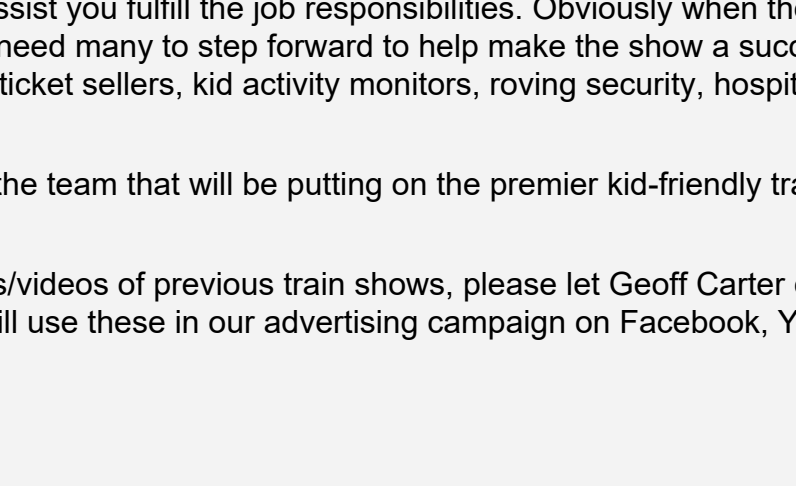 ssist you fulfill the job responsibilities. Obviously when the
need many to step forward to help make the show a succ
ticket sellers, kid activity monitors, roving security, hospit
the team that will be putting on the premier kid-friendly tra
s/videos of previous train shows, please let Geoff Carter
ill use these in our advertising campaign on Facebook, Y